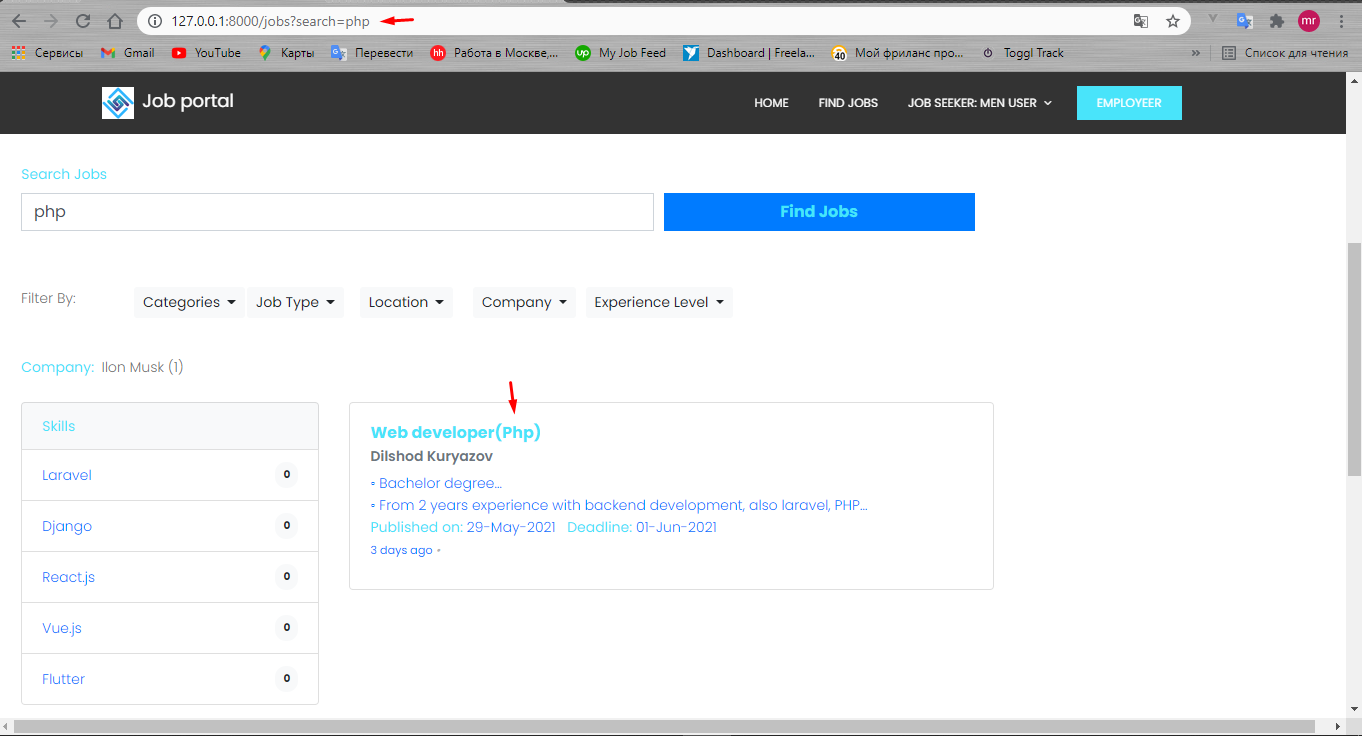 127.0.0.1:8000/jobs?search=php
mr
Сервисы Gmail YouTube Карты Перевести hh Работа в Москве,... up My Job Feed Dashboard | Freela... 40 Мой фриланс про... Toggl Track » Список для чтения
Job portal
HOME FIND JOBS JOB SEEKER: MEN USER EMPLOYEER
Search Jobs
php Find Jobs
Filter By: Categories Job Type Location Company Experience Level
Company: Ilon Musk (1)
Skills
Laravel 0
Django 0
React.js 0
Vue.js 0
Flutter 0
Web developer(Php)
Dilshod Kuryazov
▫ Bachelor degree...
▫ From 2 years experience with backend development, also laravel, PHP...
Published on: 29-May-2021 Deadline: 01-Jun-2021
3 days ago •